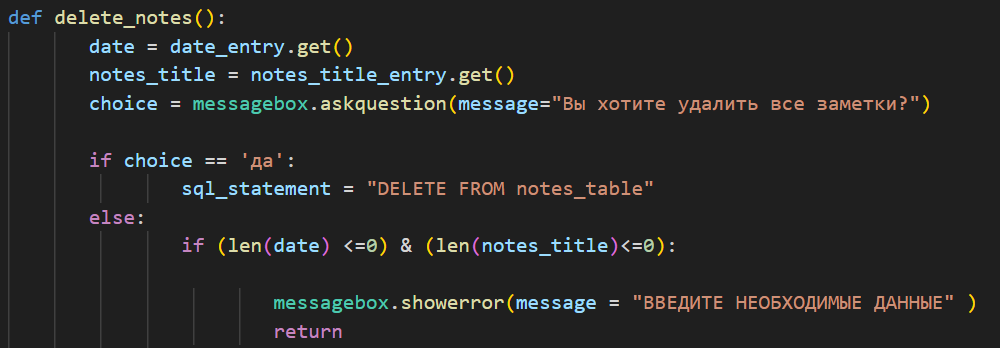 def delete_notes():
date = date_entry.get()
notes_title = notes_title_entry.get()
choice = messagebox.askquestion(message="Вы хотите удалить все заметки?")
if choice == 'да':
sql_statement = "DELETE FROM notes_table"
else:
if (len(date) <=0) & (len(notes_title)<=0):
messagebox.showerror(message = "ВВЕДИТЕ НЕОБХОДИМЫЕ ДАННЫЕ" )
return